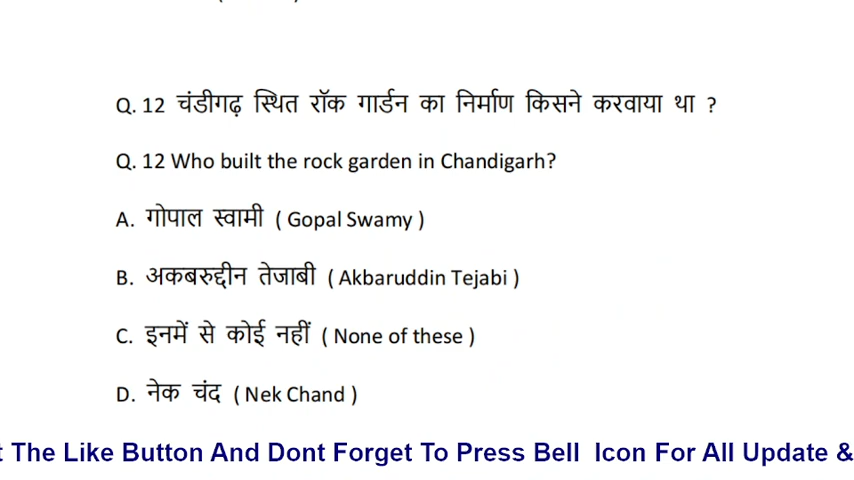 Q. 12 चंडीगढ़ स्थित रॉक गार्डन का निर्माण किसने करवाया था ?
Q. 12 Who built the rock garden in Chandigarh?
A. गोपाल स्वामी ( Gopal Swamy )
B. अकबरुद्दीन तेजाबी ( Akbaruddin Tejabi )
C. इनमें से कोई नहीं ( None of these )
D. नेक चंद ( Nek Chand )
The Like Button And Dont Forget To Press Bell Icon For All Update &